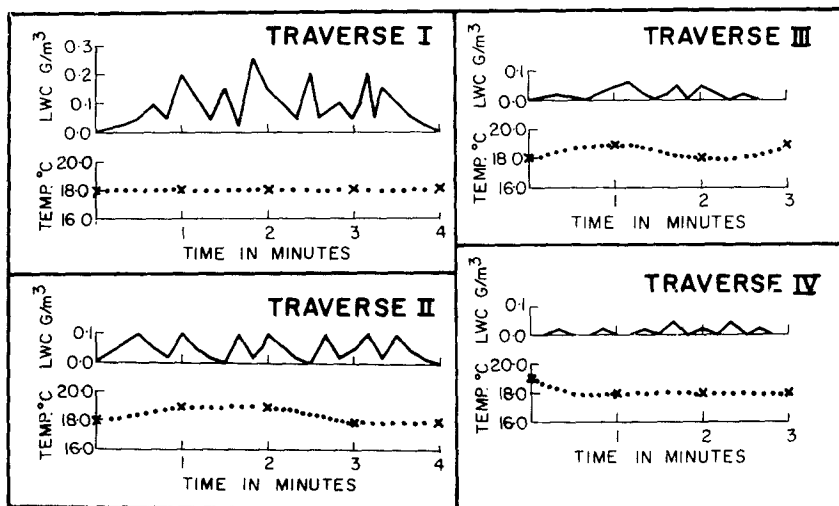 TRAVERSE I
LWC G/m³
0·3
0·2
0·1
0·0
TEMP. °C
20·0
18·0
16·0
1 2 3 4
TIME IN MINUTES
TRAVERSE II
LWC G/m³
0·1
0·0
TEMP. °C
20·0
18·0
16·0
1 2 3 4
TIME IN MINUTES
TRAVERSE III
LWC G/m³
0·1
0·0
TEMP. °C
20·0
18·0
16·0
1 2 3
TIME IN MINUTES
TRAVERSE IV
LWC G/m³
0·1
0·0
TEMP. °C
20·0
18·0
16·0
1 2 3
TIME IN MINUTES